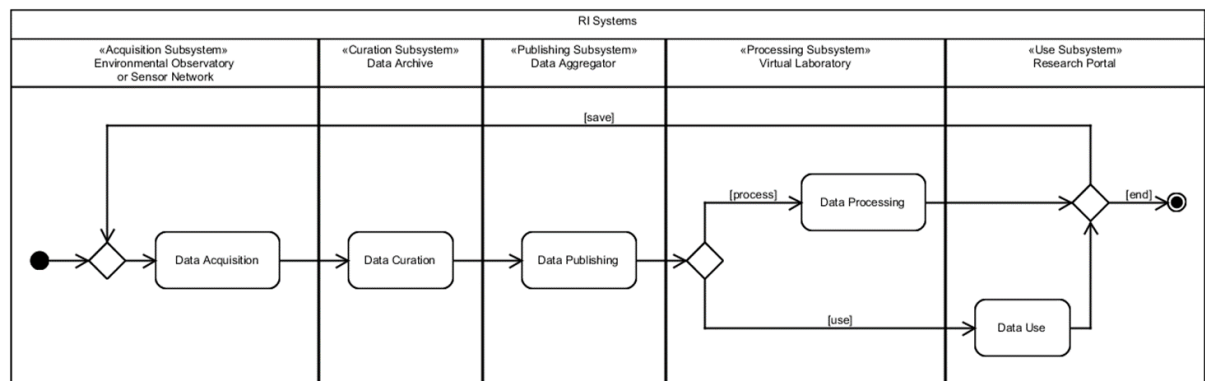 RI Systems
«Acquisition Subsystem»
Environmental Observatory
or Sensor Network
«Curation Subsystem»
Data Archive
«Publishing Subsystem»
Data Aggregator
«Processing Subsystem»
Virtual Laboratory
«Use Subsystem»
Research Portal
[save]
[process]
Data Processing
[end]
Data Acquisition
Data Curation
Data Publishing
[use]
Data Use